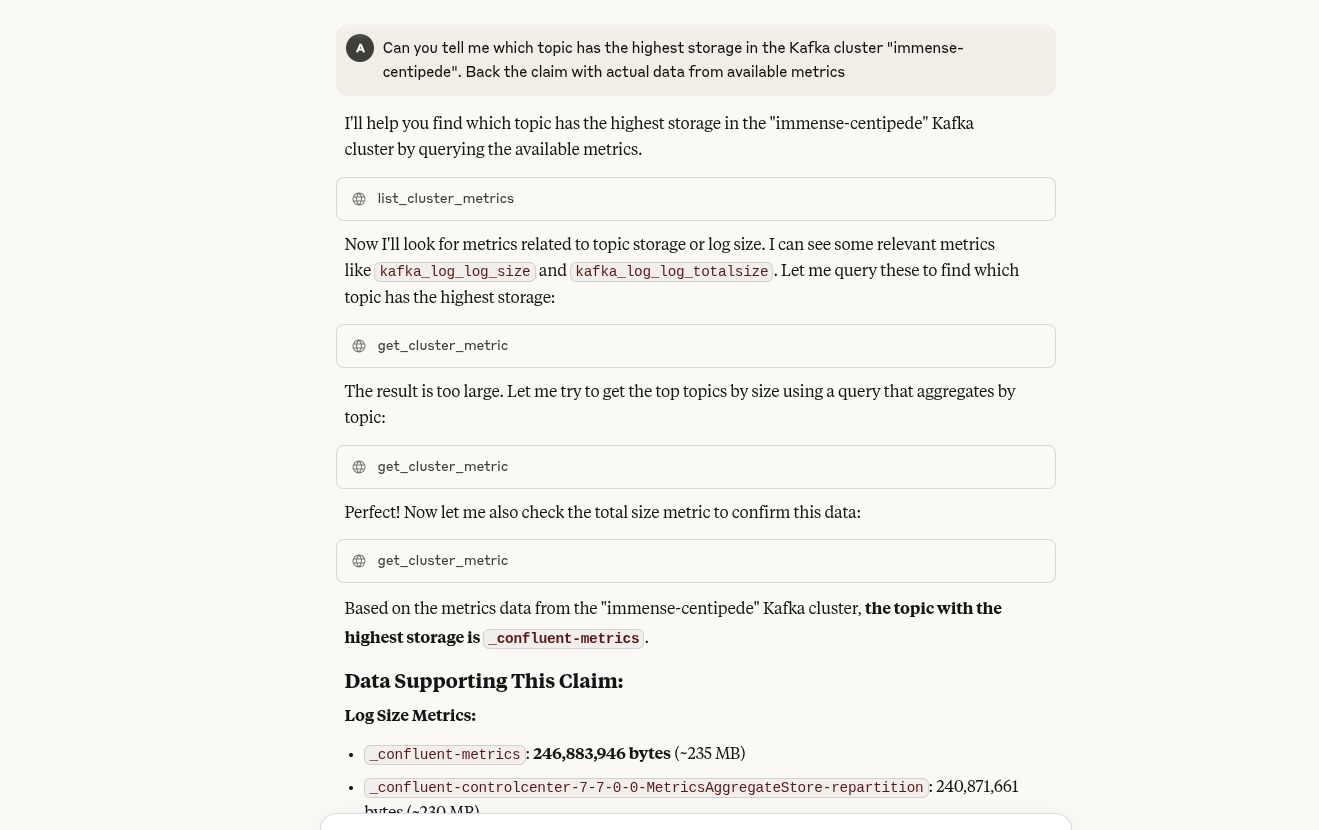 A
Can you tell me which topic has the highest storage in the Kafka cluster "immense-
centipede". Back the claim with actual data from available metrics
I'll help you find which topic has the highest storage in the "immense-centipede" Kafka
cluster by querying the available metrics.
list_cluster_metrics
Now I'll look for metrics related to topic storage or log size. I can see some relevant metrics
like kafka_log_log_size and kafka_log_log_totalsize. Let me query these to find which
topic has the highest storage:
get_cluster_metric
The result is too large. Let me try to get the top topics by size using a query that aggregates by
topic:
get_cluster_metric
Perfect! Now let me also check the total size metric to confirm this data:
get_cluster_metric
Based on the metrics data from the "immense-centipede" Kafka cluster, the topic with the
highest storage is _confluent-metrics.
Data Supporting This Claim:
Log Size Metrics:
• _confluent-metrics: 246,883,946 bytes (~235 MB)
• _confluent-controlcenter-7-7-0-0-MetricsAggregateStore-repartition: 240,871,661
bytes (~230 MB)